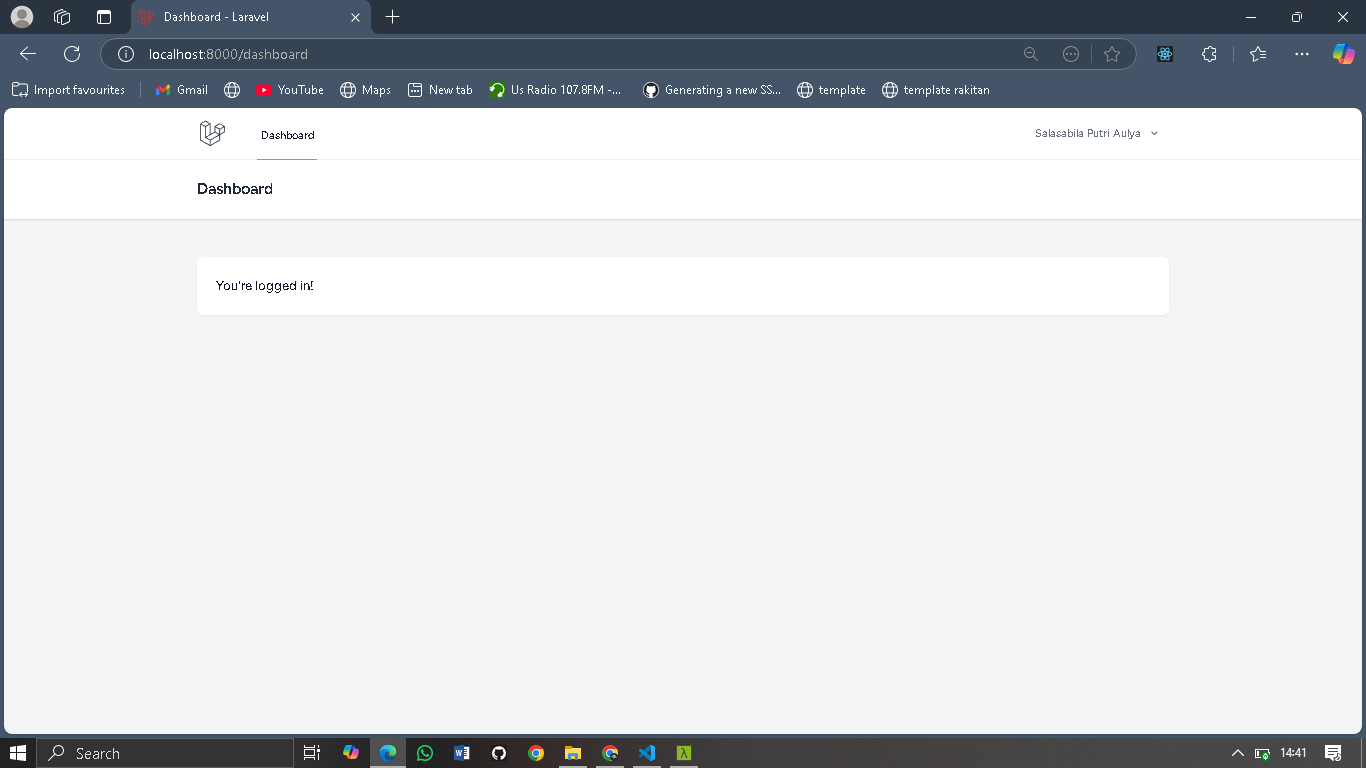 Dashboard - Laravel
localhost:8000/dashboard
Import favourites Gmail YouTube Maps New tab Us Radio 107.8FM -... Generating a new SS... template template rakitan
Dashboard Salasabila Putri Aulya
Dashboard
You're logged in!
Search 14:41